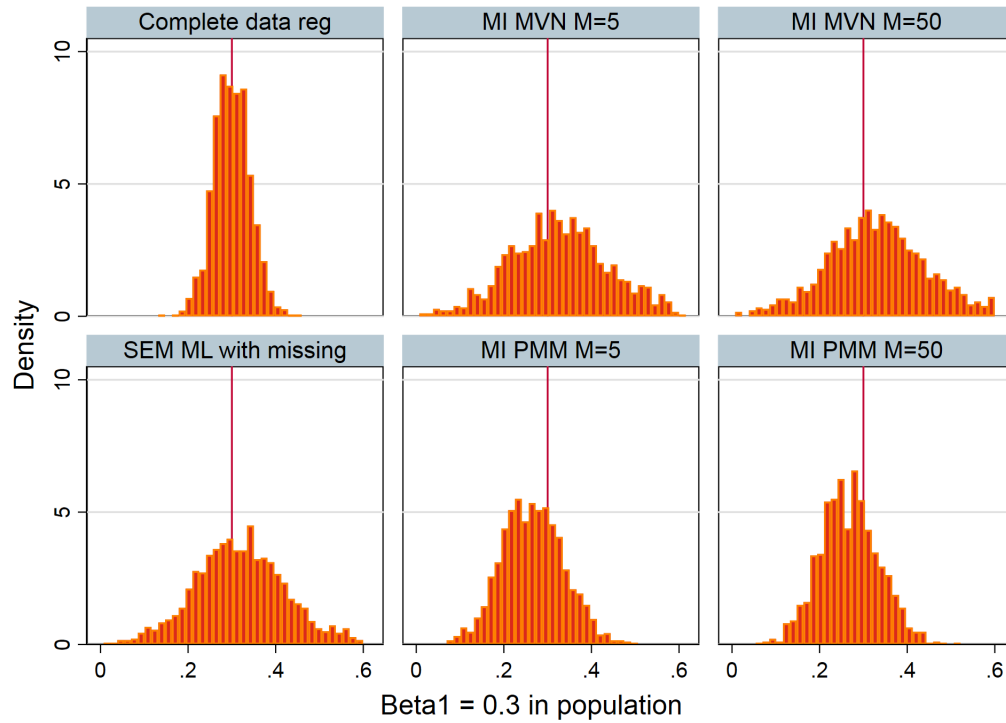 Complete data reg
MI MVN M=5
MI MVN M=50
10
5
0
SEM ML with missing
MI PMM M=5
MI PMM M=50
10
5
0
Density
0 .2 .4 .6
0 .2 .4 .6
0 .2 .4 .6
Beta1 = 0.3 in population